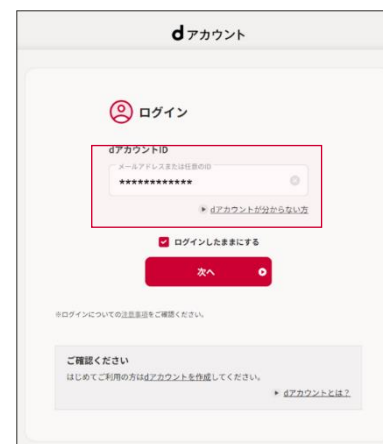 dアカウント
ログイン
dアカウントID
メールアドレスまたは任意のID
************
dアカウントが分からない方
ログインしたままにする
次へ
※ログインについての注意事項をご確認ください。
ご確認ください
はじめてご利用の方はdアカウントを作成してください。
dアカウントとは？